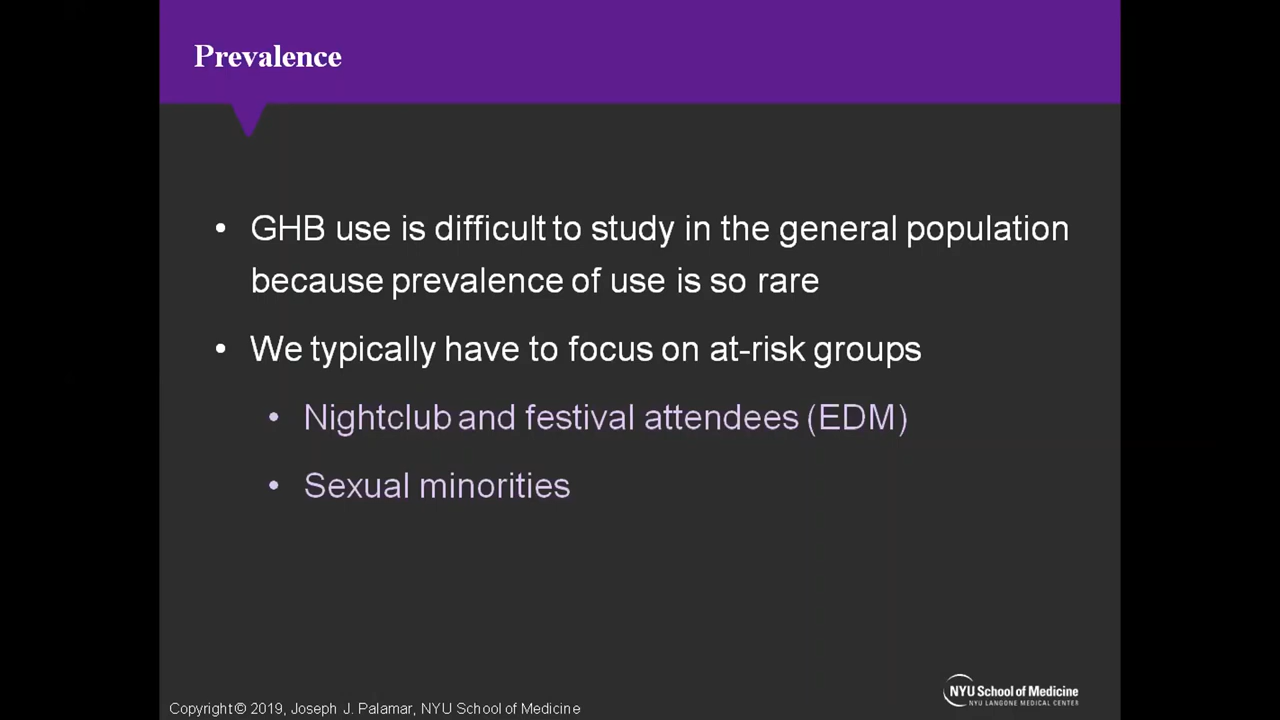 Prevalence
• GHB use is difficult to study in the general population
because prevalence of use is so rare
• We typically have to focus on at-risk groups
• Nightclub and festival attendees (EDM)
• Sexual minorities
NYU School of Medicine
NYU LANGONE MEDICAL CENTER
Copyright © 2019, Joseph J. Palamar, NYU School of Medicine